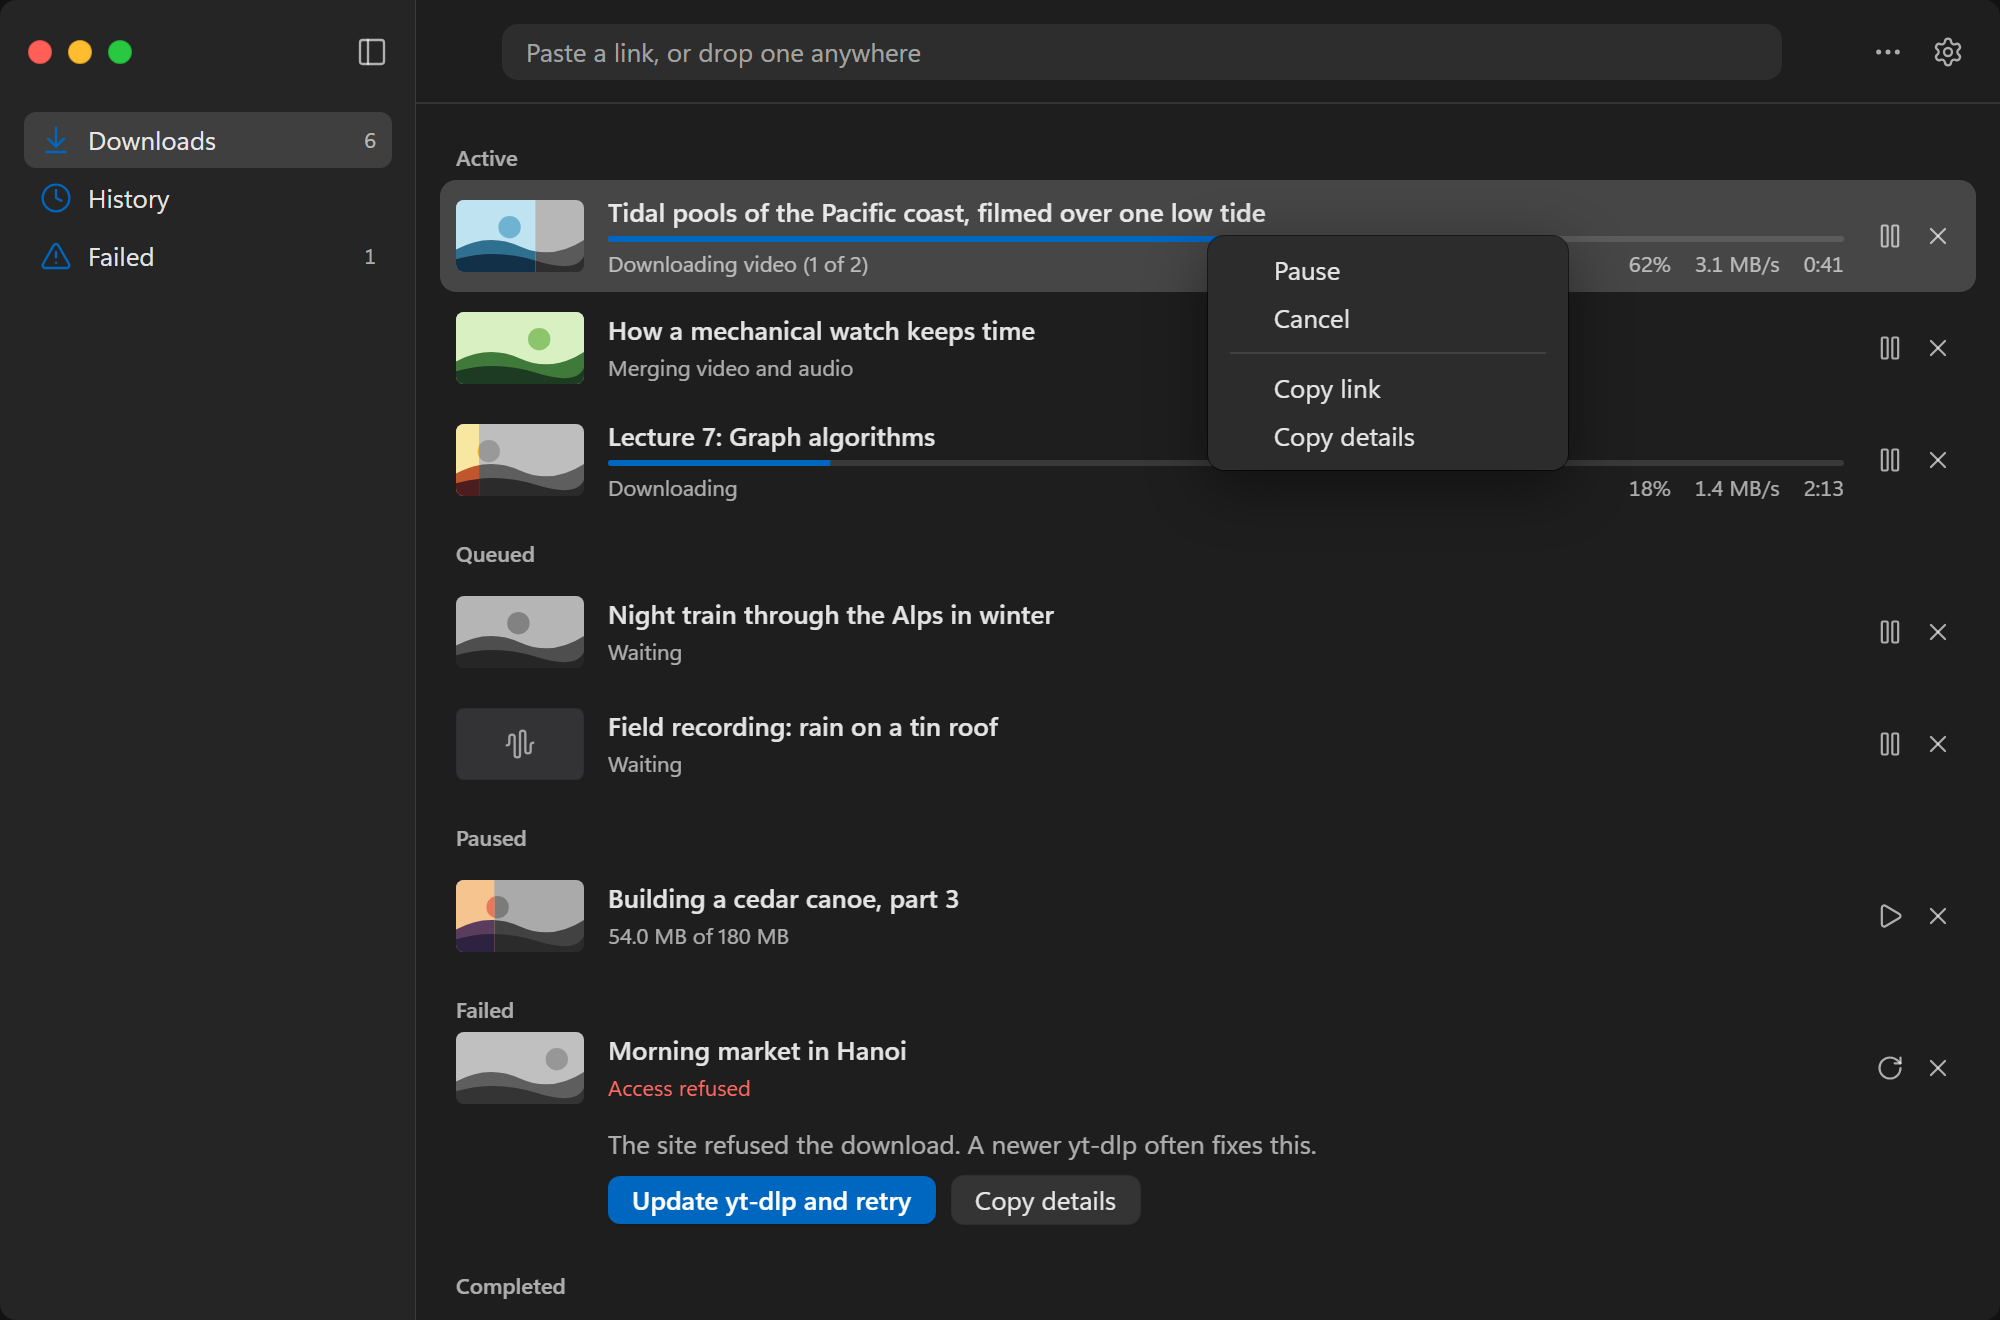 Paste a link, or drop one anywhere
Downloads 6
History
Failed 1
Active
Tidal pools of the Pacific coast, filmed over one low tide
Downloading video (1 of 2) 62% 3.1 MB/s 0:41
Pause
Cancel
Copy link
Copy details
How a mechanical watch keeps time
Merging video and audio
Lecture 7: Graph algorithms
Downloading 18% 1.4 MB/s 2:13
Queued
Night train through the Alps in winter
Waiting
Field recording: rain on a tin roof
Waiting
Paused
Building a cedar canoe, part 3
54.0 MB of 180 MB
Failed
Morning market in Hanoi
Access refused
The site refused the download. A newer yt-dlp often fixes this.
Update yt-dlp and retry Copy details
Completed